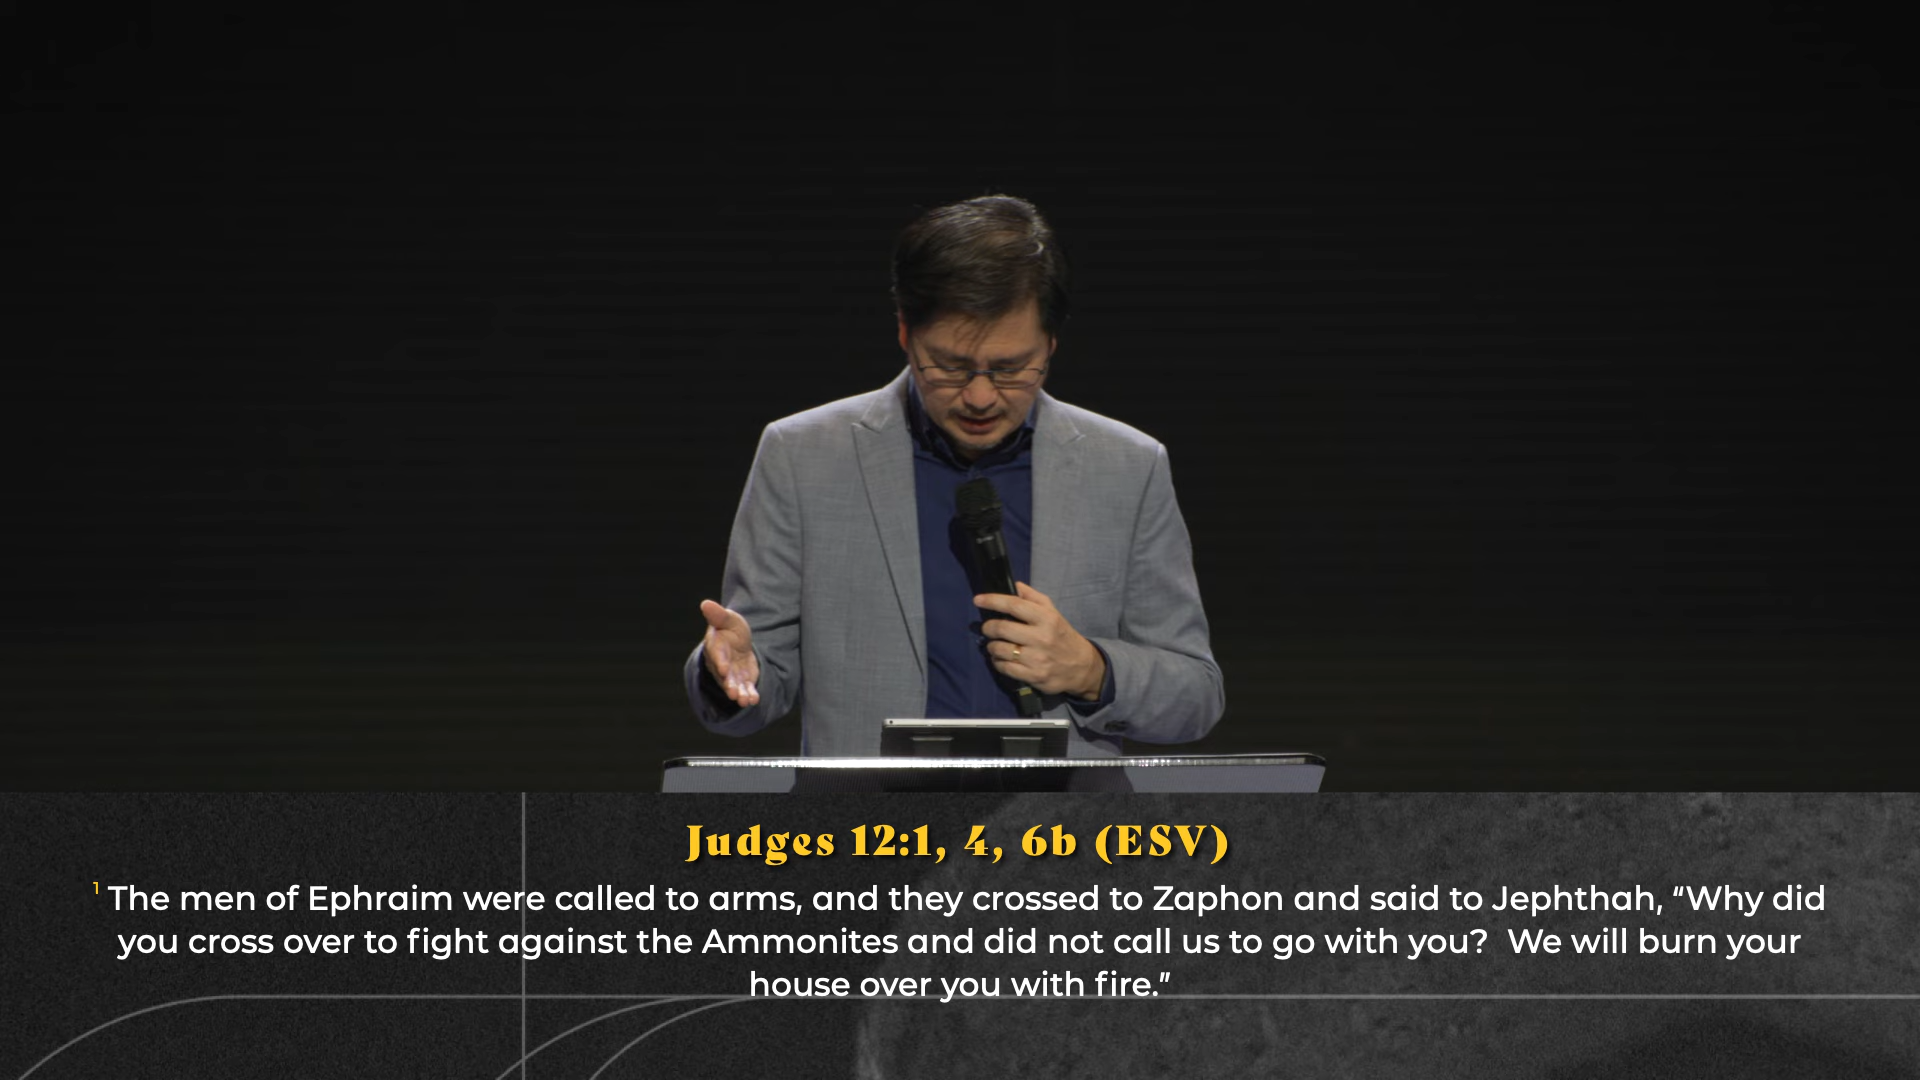 Judges 12:1, 4, 6b (ESV)
1 The men of Ephraim were called to arms, and they crossed to Zaphon and said to Jephthah, “Why did
you cross over to fight against the Ammonites and did not call us to go with you?  We will burn your
house over you with fire.”